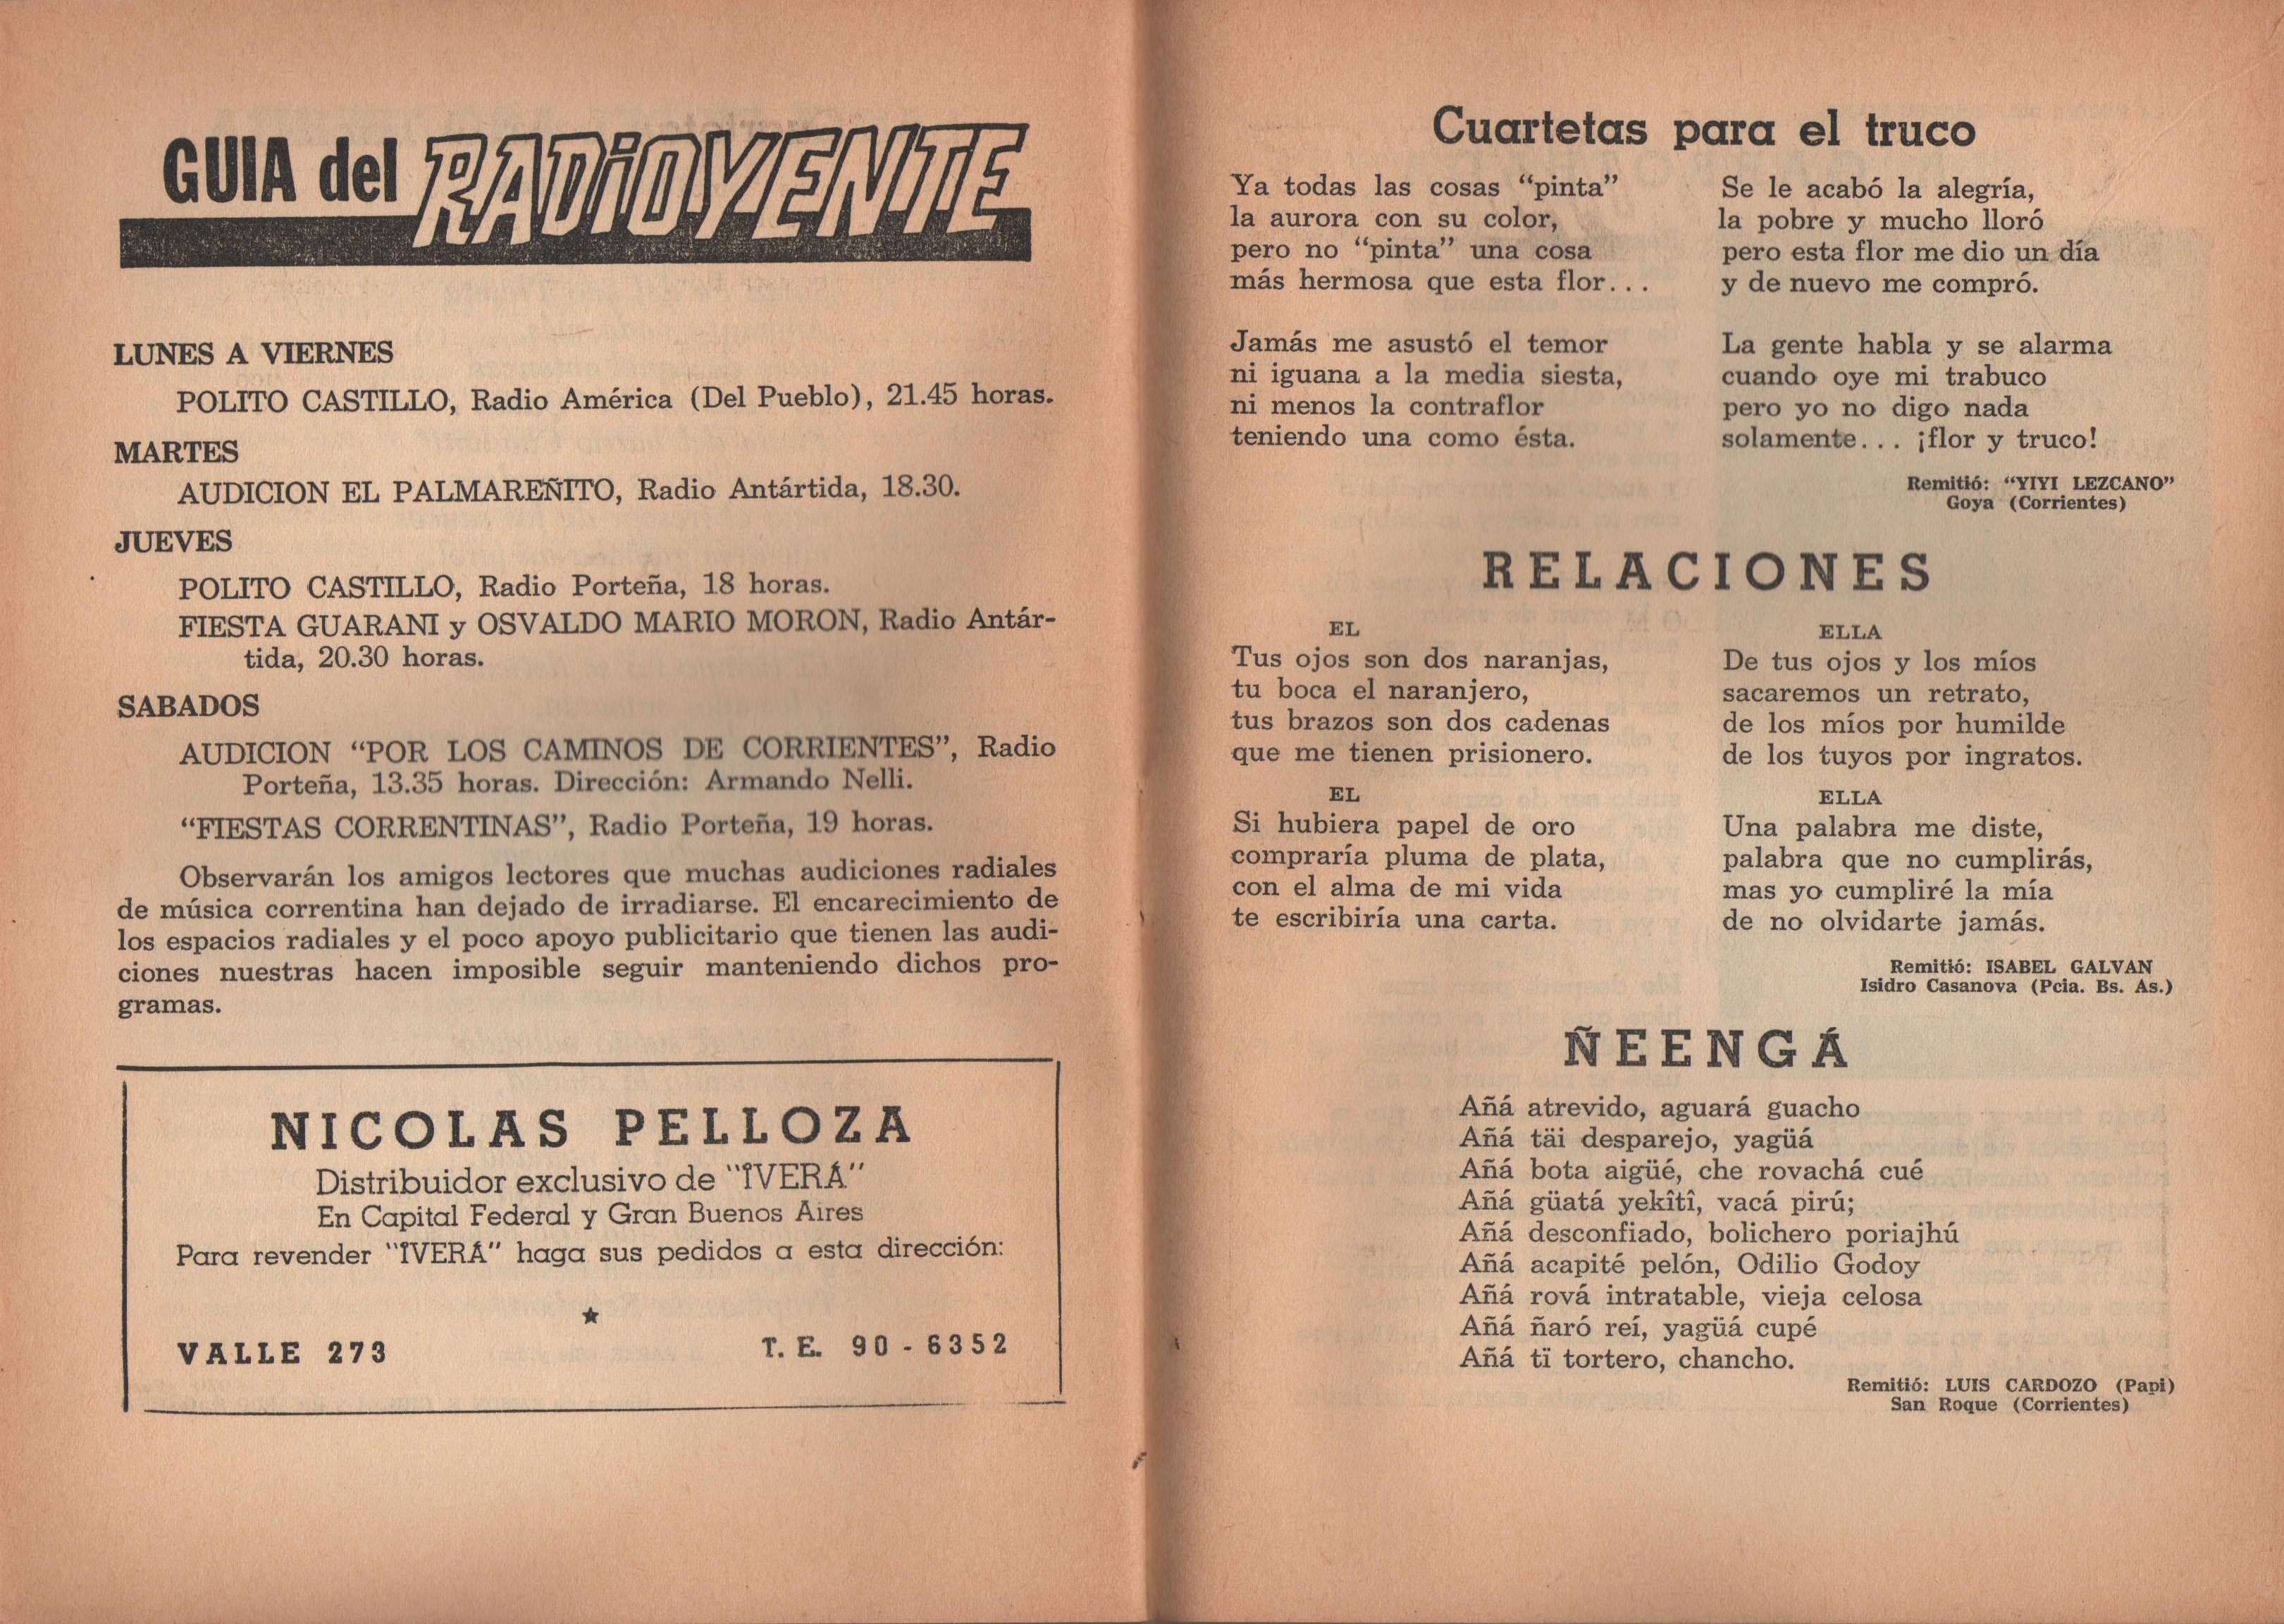 GUIA del RADiOYENTE
LUNES A VIERNES
POLITO CASTILLO, Radio América (Del Pueblo), 21.45 horas.
MARTES
AUDICION EL PALMAREÑITO, Radio Antártida, 18.30.
JUEVES
POLITO CASTILLO, Radio Porteña, 18 horas.
FIESTA GUARANI y OSVALDO MARIO MORON, Radio Antár-
tida, 20.30 horas.
SABADOS
AUDICION “POR LOS CAMINOS DE CORRIENTES”, Radio
Porteña, 13.35 horas. Dirección: Armando Nelli.
“FIESTAS CORRENTINAS”, Radio Porteña, 19 horas.
Observarán los amigos lectores que muchas audiciones radiales
de música correntina han dejado de irradiarse. El encarecimiento de
los espacios radiales y el poco apoyo publicitario que tienen las audi-
ciones nuestras hacen imposible seguir manteniendo dichos pro-
gramas.
NICOLAS PELLOZA
Distribuidor exclusivo de “ÎVERÁ”
En Capital Federal y Gran Buenos Aires
Para revender “ÎVERÁ” haga sus pedidos a esta dirección:
★
VALLE 273
T. E. 90 - 6352
Cuartetas para el truco
Ya todas las cosas “pinta”
la aurora con su color,
pero no “pinta” una cosa
más hermosa que esta flor...
Jamás me asustó el temor
ni iguana a la media siesta,
ni menos la contraflor
teniendo una como ésta.
Se le acabó la alegría,
la pobre y mucho lloró
pero esta flor me dio un día
y de nuevo me compró.
La gente habla y se alarma
cuando oye mi trabuco
pero yo no digo nada
solamente... ¡flor y truco!
Remitió: “YIYI LEZCANO”
Goya (Corrientes)
RELACIONES
EL
Tus ojos son dos naranjas,
tu boca el naranjero,
tus brazos son dos cadenas
que me tienen prisionero.
ELLA
De tus ojos y los míos
sacaremos un retrato,
de los míos por humilde
de los tuyos por ingratos.
EL
Si hubiera papel de oro
compraría pluma de plata,
con el alma de mi vida
te escribiría una carta.
ELLA
Una palabra me diste,
palabra que no cumplirás,
mas yo cumpliré la mía
de no olvidarte jamás.
Remitió: ISABEL GALVAN
Isidro Casanova (Pcia. Bs. As.)
ÑEENGÁ
Añá atrevido, aguará guacho
Añá täi desparejo, yagüá
Añá bota aigüé, che rovachá cué
Añá güatá yekîtî, vacá pirú;
Añá desconfiado, bolichero poriajhú
Añá acapité pelón, Odilio Godoy
Añá rová intratable, vieja celosa
Añá ñaró reí, yagüá cupé
Añá tï tortero, chancho.
Remitió: LUIS CARDOZO (Papi)
San Roque (Corrientes)